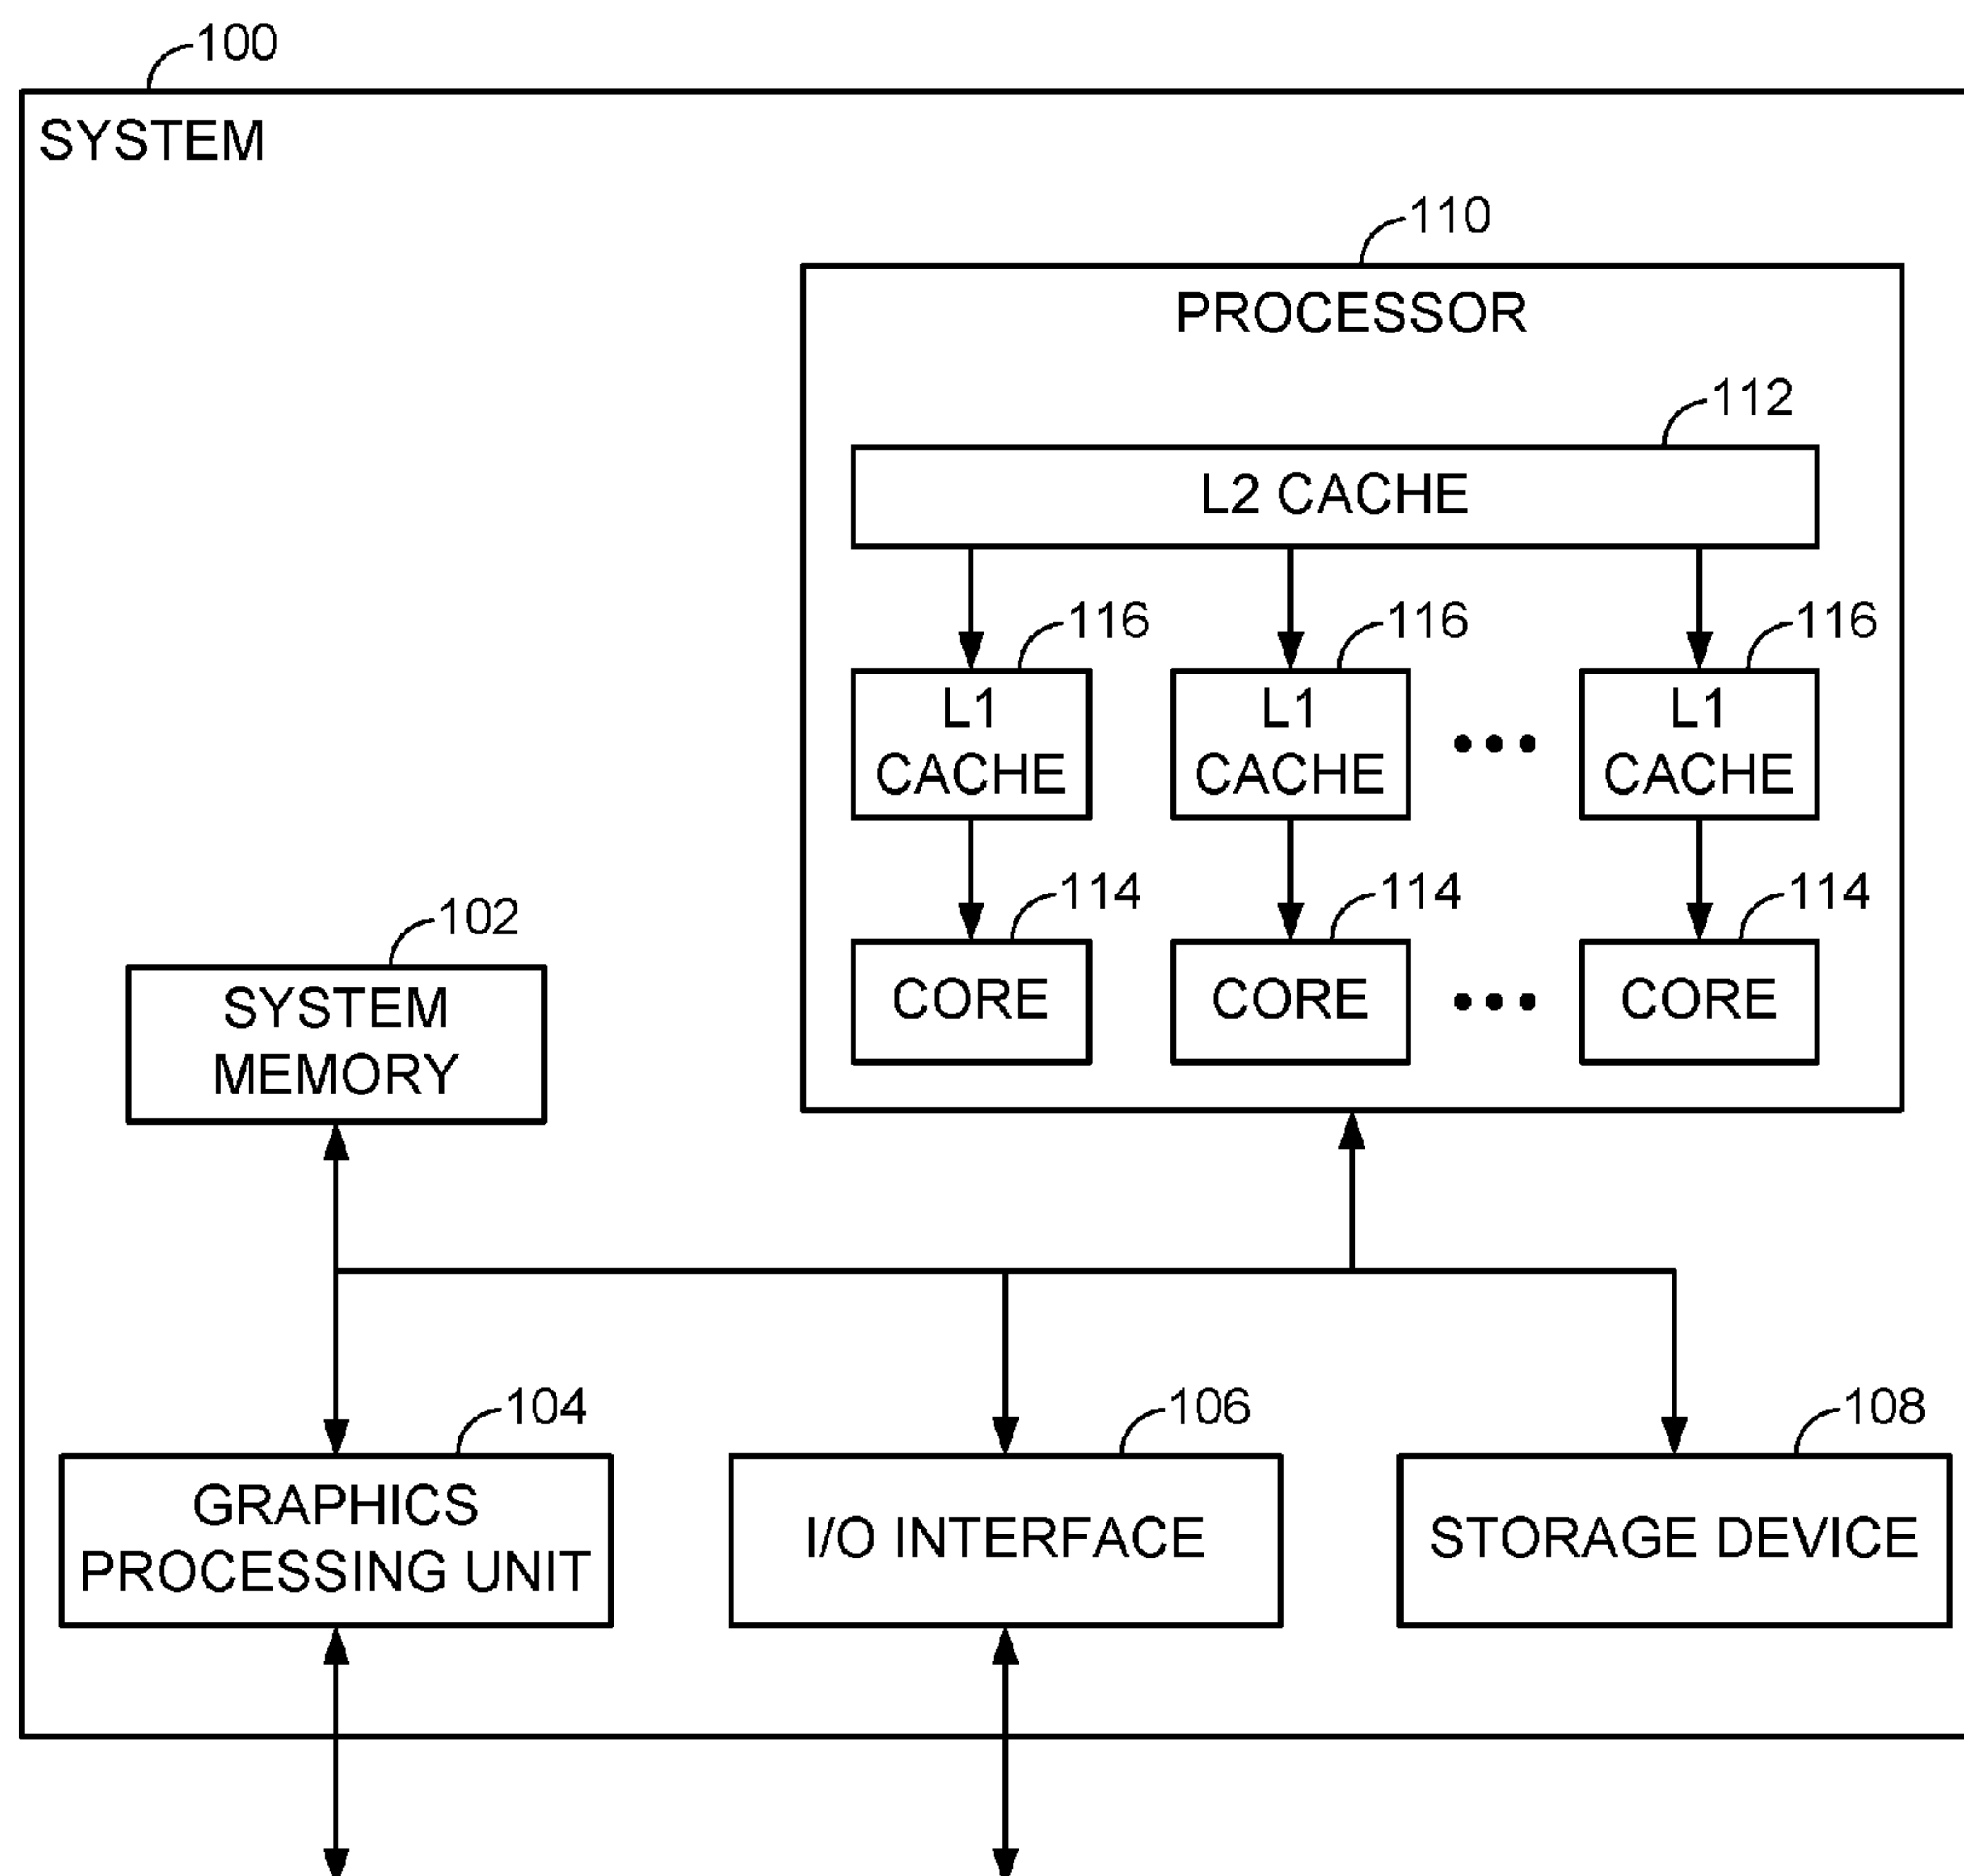 100
SYSTEM
110
PROCESSOR
112
L2 CACHE
116
116
116
L1
CACHE
L1
CACHE
•••
L1
CACHE
114
114
114
CORE
CORE
•••
CORE
102
SYSTEM
MEMORY
104
GRAPHICS
PROCESSING UNIT
106
I/O INTERFACE
108
STORAGE DEVICE